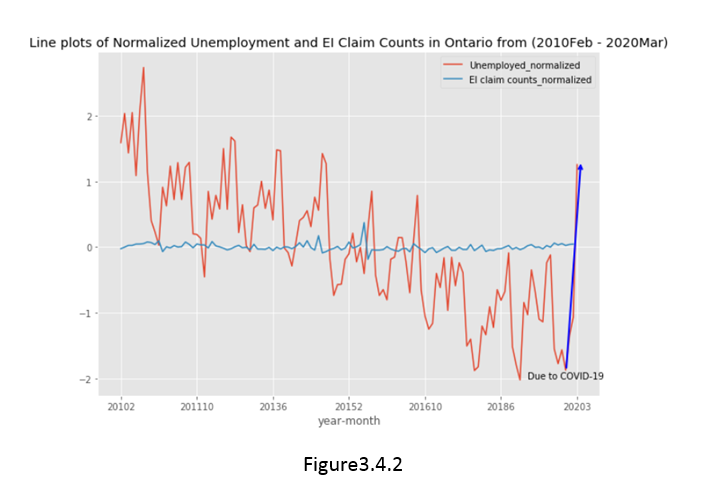 Line plots of Normalized Unemployment and EI Claim Counts in Ontario from (2010Feb - 2020Mar)
Unemployed_normalized
EI claim counts_normalized
2
1
0
−1
−2
Due to COVID-19
20102 201110 20136 20152 201610 20186 20203
year-month
Figure3.4.2